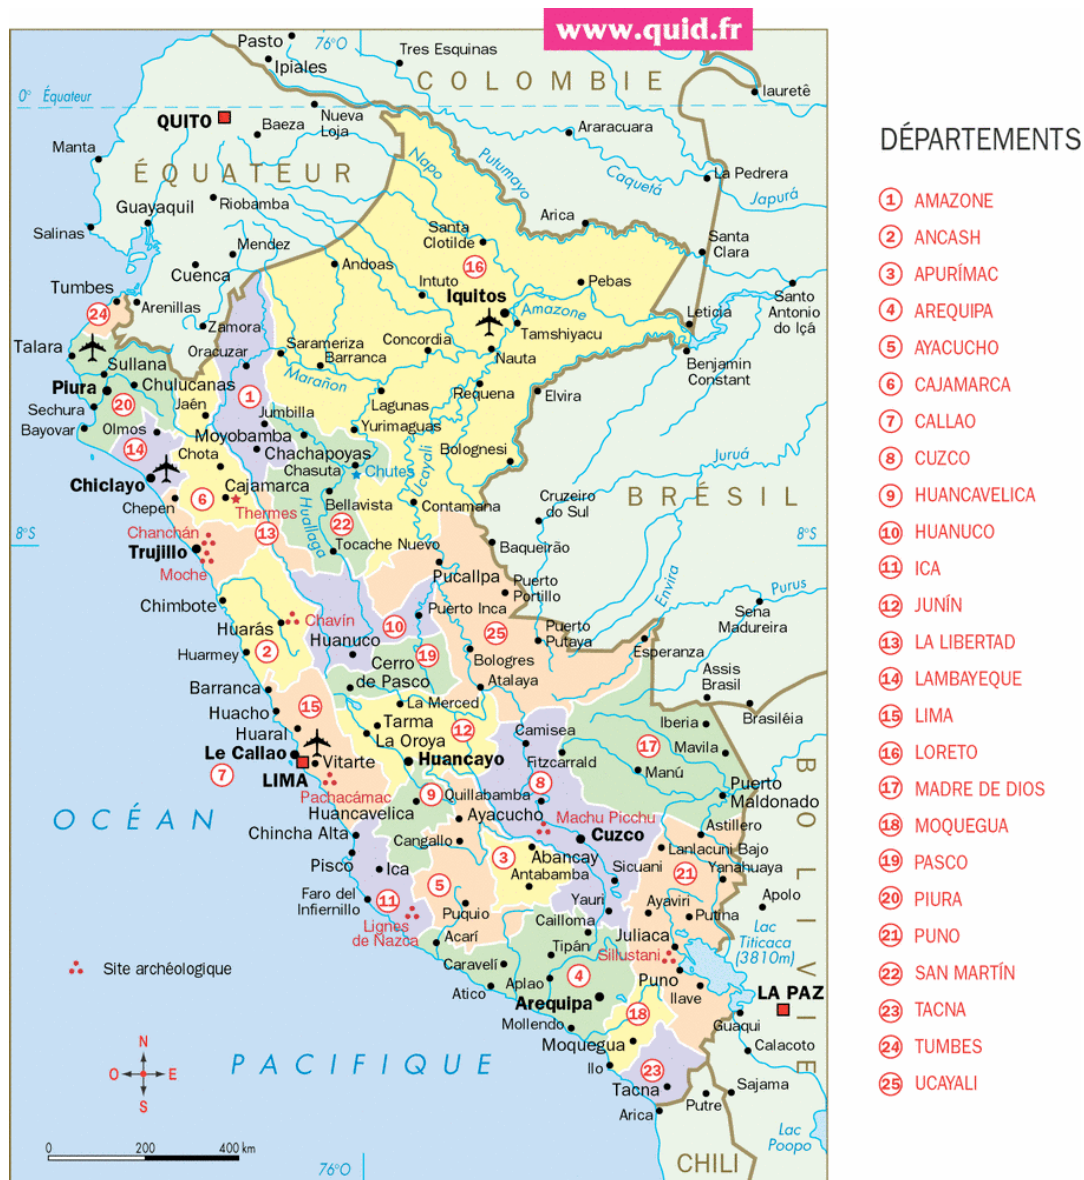 www.quid.fr
Pasto
76°O
Ipiales
Tres Esquinas
COLOMBIE
Iauretê
0° Équateur
QUITO
Baeza
Nueva
Loja
Araracuara
Manta
ÉQUATEUR
Napo
Putumayo
Caquetá
La Pedrera
Japurá
Riobamba
Guayaquil
Salinas
Arica
Santa
Clotilde
Mendez
Santa
Clara
Cuenca
Andoas
16
Intuto
Pebas
Tumbes
Arenillas
24
Iquitos
Amazone
Santo
Antonio
do Içá
Leticia
Zamora
Tamshiyacu
Talara
Oracuzar
Sarameriza
Barranca
Concordia
Nauta
Benjamin
Constant
Sullana
Marañon
Piura
Chulucanas
Requena
Elvira
1
20
Jaén
Sechura
Jumbilla
Lagunas
Bayovar
Olmos
Moyobamba
Yurimaguas
14
Chota
Chachapoyas
Bolognesi
Juruá
Chasuta
Chutes
Ucayali
Chiclayo
Cajamarca
6
Thermes
Bellavista
Contamana
Cruzeiro
do Sul
BRÉSIL
Chepén
Huallaga
22
8°S
Chanchán
13
8°S
Trujillo
Tocache Nuevo
Baqueirão
Moche
Pucallpa
Puerto
Portillo
Envira
Purus
Chimbote
Chavín
Puerto Inca
Sena
Madureira
Huarás
Huanuco
10
25
Puerto
Putaya
Huarmey
2
Cerro
de Pasco
19
Bologres
Esperanza
Atalaya
Assis
Brasil
Barranca
15
La Merced
Huacho
Tarma
12
Camisea
Iberia
Brasiléia
Huaral
La Oroya
17
Mavila
Le Callao
Vitarte
Huancayo
Fitzcarrald
7
LIMA
Manú
8
Puerto
Maldonado
Pachacámac
9
Quillabamba
OCÉAN
Huancavelica
Ayacucho
Machu Picchu
Chincha Alta
Cangallo
Cuzco
Astillero
Pisco
3
Abancay
Lanlacuni Bajo
Ica
Antabamba
Sicuani
Yanahuaya
21
Faro del
Infiernillo
5
11
Yauri
Ayaviri
Apolo
Puquio
Cailloma
Putina
Lignes
de Nazca
Acarí
Juliaca
Lac
Titicaca
(3810m)
Tipán
Sillustani
Site archéologique
Caravelí
4
Puno
Aplao
Ilave
LA PAZ
Atico
Arequipa
18
Guaqui
Mollendo
Moquegua
Calacoto
BOLIVIE
PACIFIQUE
Ilo
23
Tacna
Sajama
Putre
Arica
N
O
E
S
Lac
Poopo
0
200
400 km
76°O
CHILI
DÉPARTEMENTS
1 AMAZONE
2 ANCASH
3 APURÍMAC
4 AREQUIPA
5 AYACUCHO
6 CAJAMARCA
7 CALLAO
8 CUZCO
9 HUANCAVELICA
10 HUANUCO
11 ICA
12 JUNÍN
13 LA LIBERTAD
14 LAMBAYEQUE
15 LIMA
16 LORETO
17 MADRE DE DIOS
18 MOQUEGUA
19 PASCO
20 PIURA
21 PUNO
22 SAN MARTÍN
23 TACNA
24 TUMBES
25 UCAYALI